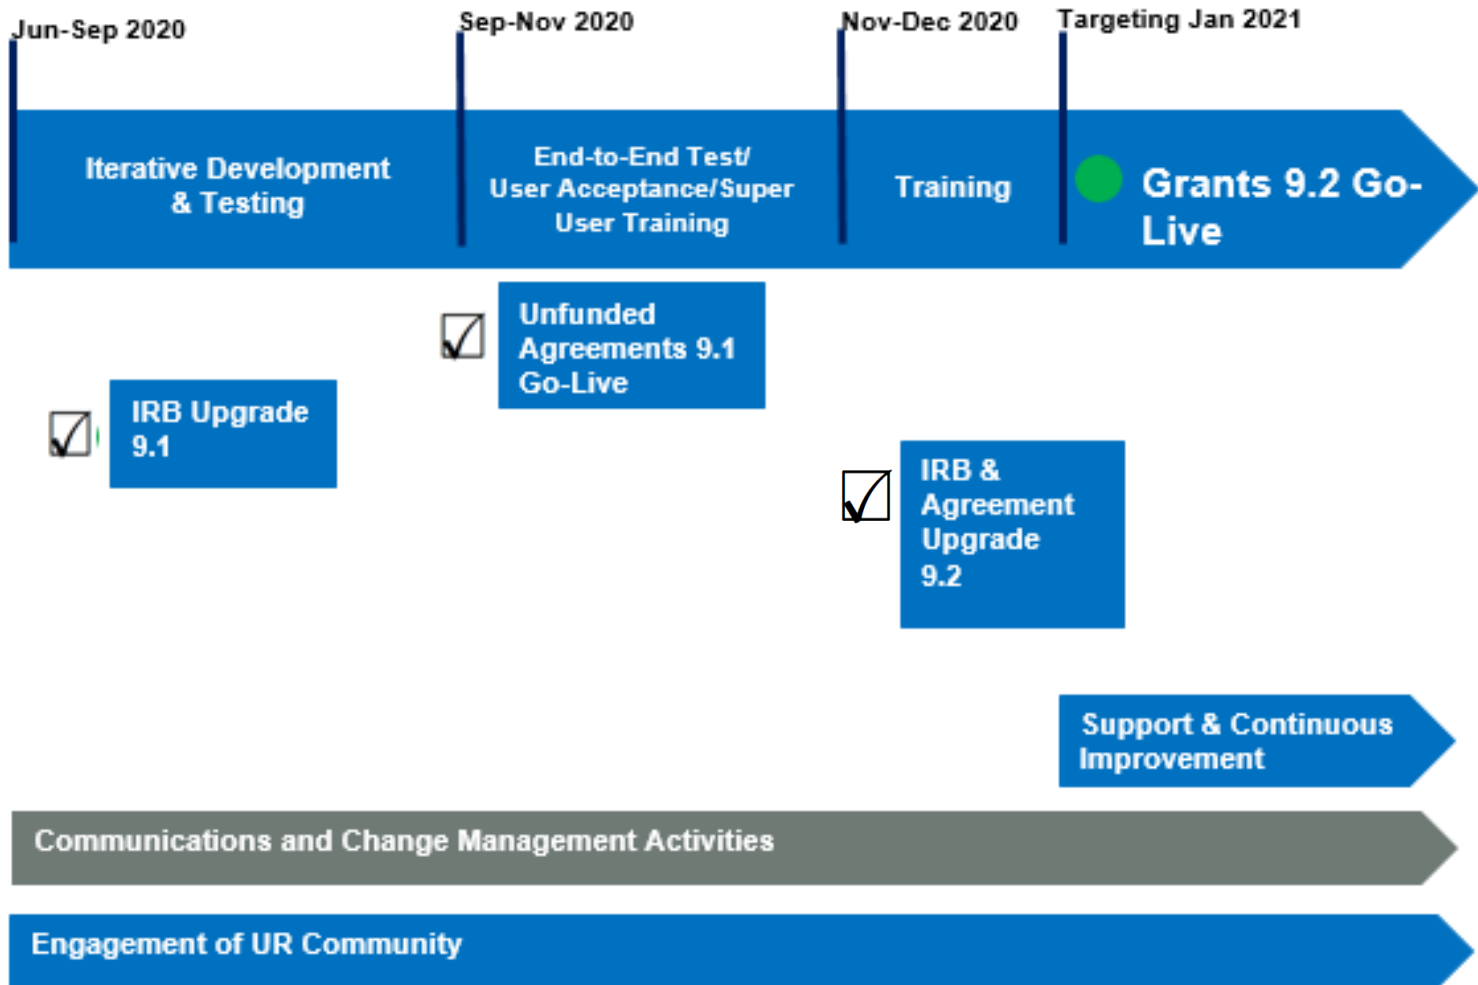 Jun-Sep 2020
Sep-Nov 2020
Nov-Dec 2020
Targeting Jan 2021
Iterative Development
& Testing
End-to-End Test/
User Acceptance/Super
User Training
Training
Grants 9.2 Go-
Live
Unfunded
Agreements 9.1
Go-Live
IRB Upgrade
9.1
IRB &
Agreement
Upgrade
9.2
Support & Continuous
Improvement
Communications and Change Management Activities
Engagement of UR Community